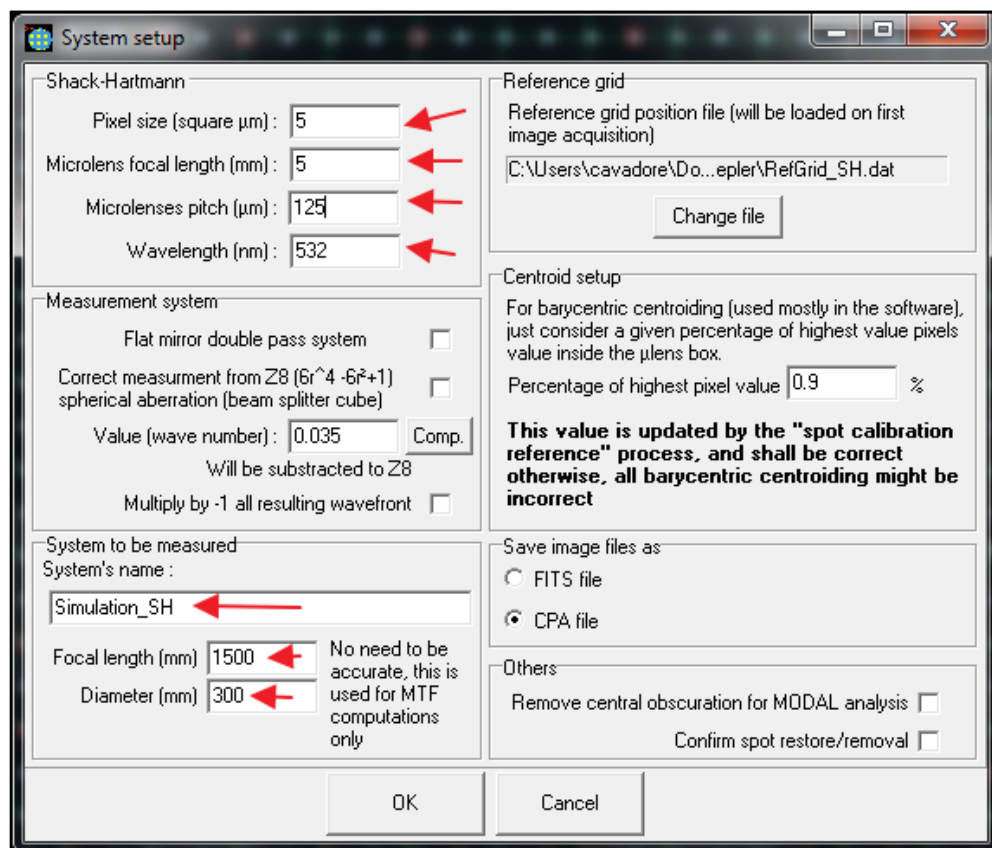 System setup
Shack-Hartmann
Pixel size (square µm) : 5
Microlens focal length (mm) : 5
Microlenses pitch (µm) : 125
Wavelength (nm) : 532
Measurement system
Flat mirror double pass system
Correct measurment from Z8 (6r^4 -6r²+1)
spherical aberration (beam splitter cube)
Value (wave number) : 0.035 Comp.
Will be substracted to Z8
Multiply by -1 all resulting wavefront
System to be measured
System's name :
Simulation_SH
Focal length (mm) 1500
Diameter (mm) 300
No need to be
accurate, this is
used for MTF
computations
only
Reference grid
Reference grid position file (will be loaded on first
image acquisition)
C:\Users\cavadore\Do...epler\RefGrid_SH.dat
Change file
Centroid setup
For barycentric centroiding (used mostly in the software),
just consider a given percentage of highest value pixels
value inside the µlens box.
Percentage of highest pixel value 0.9 %
This value is updated by the "spot calibration
reference" process, and shall be correct
otherwise, all barycentric centroiding might be
incorrect
Save image files as
FITS file
CPA file
Others
Remove central obscuration for MODAL analysis
Confirm spot restore/removal
OK
Cancel